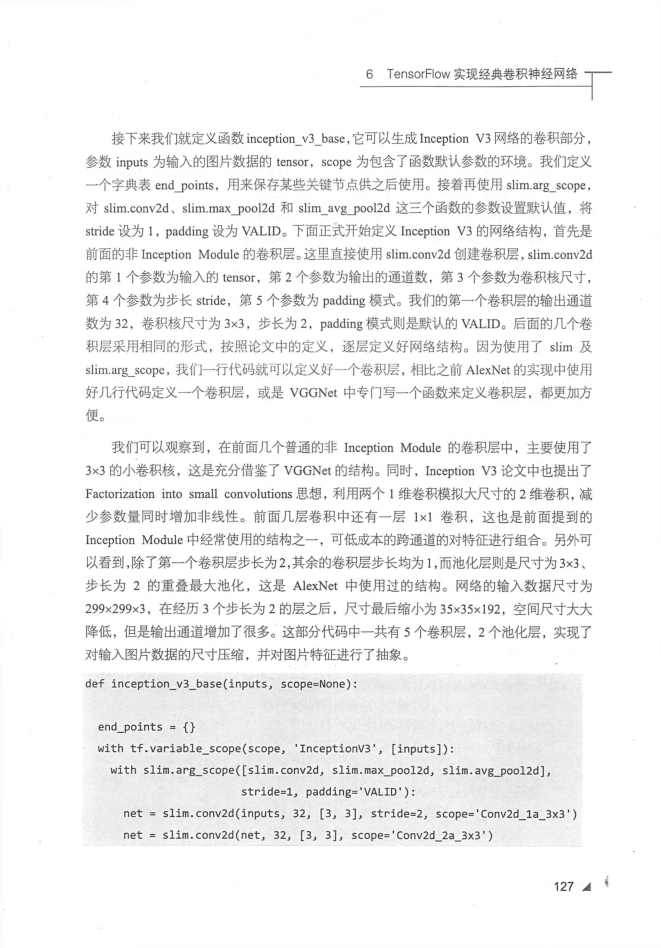 6 TensorFlow 实现经典卷积神经网络
接下来我们就定义函数 inception_v3_base，它可以生成 Inception V3 网络的卷积部分，
参数 inputs 为输入的图片数据的 tensor，scope 为包含了函数默认参数的环境。我们定义
一个字典表 end_points，用来保存某些关键节点供之后使用。接着再使用 slim.arg_scope，
对 slim.conv2d、slim.max_pool2d 和 slim_avg_pool2d 这三个函数的参数设置默认值，将
stride 设为 1，padding 设为 VALID。下面正式开始定义 Inception V3 的网络结构，首先是
前面的非 Inception Module 的卷积层。这里直接使用 slim.conv2d 创建卷积层，slim.conv2d
的第 1 个参数为输入的 tensor，第 2 个参数为输出的通道数，第 3 个参数为卷积核尺寸，
第 4 个参数为步长 stride，第 5 个参数为 padding 模式。我们的第一个卷积层的输出通道
数为 32，卷积核尺寸为 3×3，步长为 2，padding 模式则是默认的 VALID。后面的几个卷
积层采用相同的形式，按照论文中的定义，逐层定义好网络结构。因为使用了 slim 及
slim.arg_scope，我们一行代码就可以定义好一个卷积层，相比之前 AlexNet 的实现中使用
好几行代码定义一个卷积层，或是 VGGNet 中专门写一个函数来定义卷积层，都更加方
便。
我们可以观察到，在前面几个普通的非 Inception Module 的卷积层中，主要使用了
3×3 的小卷积核，这是充分借鉴了 VGGNet 的结构。同时，Inception V3 论文中也提出了
Factorization into small convolutions 思想，利用两个 1 维卷积模拟大尺寸的 2 维卷积，减
少参数量同时增加非线性。前面几层卷积中还有一层 1×1 卷积，这也是前面提到的
Inception Module 中经常使用的结构之一，可低成本的跨通道的对特征进行组合。另外可
以看到，除了第一个卷积层步长为 2，其余的卷积层步长均为 1，而池化层则是尺寸为 3×3、
步长为 2 的重叠最大池化，这是 AlexNet 中使用过的结构。网络的输入数据尺寸为
299×299×3，在经历 3 个步长为 2 的层之后，尺寸最后缩小为 35×35×192，空间尺寸大大
降低，但是输出通道增加了很多。这部分代码中一共有 5 个卷积层，2 个池化层，实现了
对输入图片数据的尺寸压缩，并对图片特征进行了抽象。
def inception_v3_base(inputs, scope=None):
end_points = {}
with tf.variable_scope(scope, 'InceptionV3', [inputs]):
with slim.arg_scope([slim.conv2d, slim.max_pool2d, slim.avg_pool2d],
stride=1, padding='VALID'):
net = slim.conv2d(inputs, 32, [3, 3], stride=2, scope='Conv2d_1a_3x3')
net = slim.conv2d(net, 32, [3, 3], scope='Conv2d_2a_3x3')
127